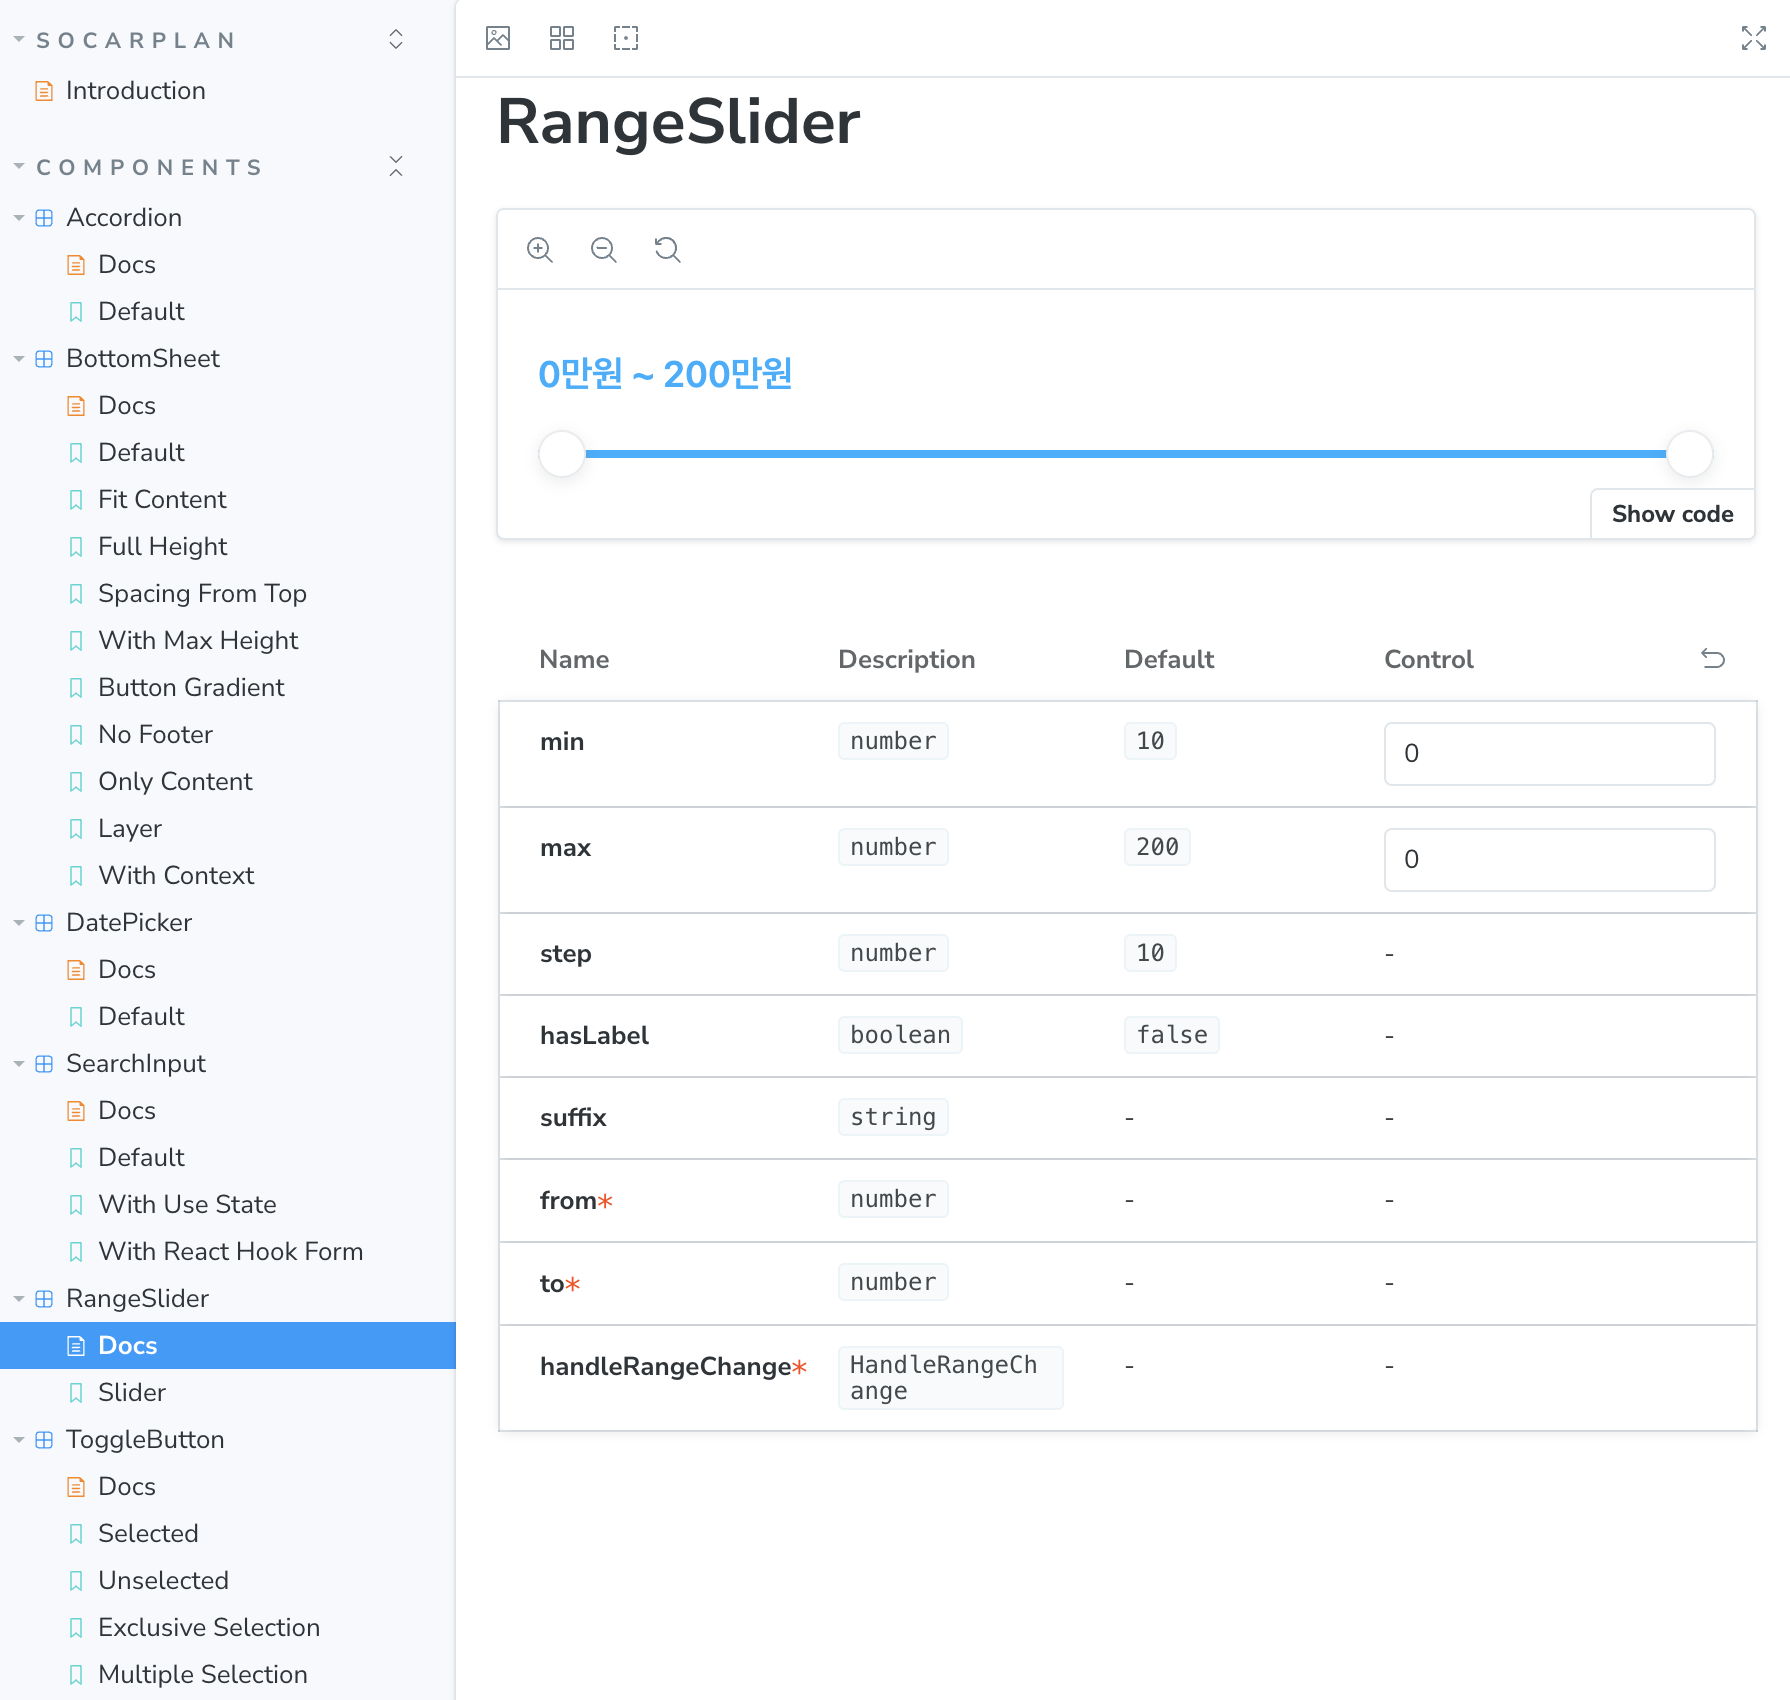 SOCARPLAN
Introduction
COMPONENTS
Accordion
Docs
Default
BottomSheet
Docs
Default
Fit Content
Full Height
Spacing From Top
With Max Height
Button Gradient
No Footer
Only Content
Layer
With Context
DatePicker
Docs
Default
SearchInput
Docs
Default
With Use State
With React Hook Form
RangeSlider
Docs
Slider
ToggleButton
Docs
Selected
Unselected
Exclusive Selection
Multiple Selection
RangeSlider
0만원 ~ 200만원
Show code
Name Description Default Control
min number 10 0
max number 200 0
step number 10 -
hasLabel boolean false -
suffix string - -
from* number - -
to* number - -
handleRangeChange* HandleRangeCh - -
ange